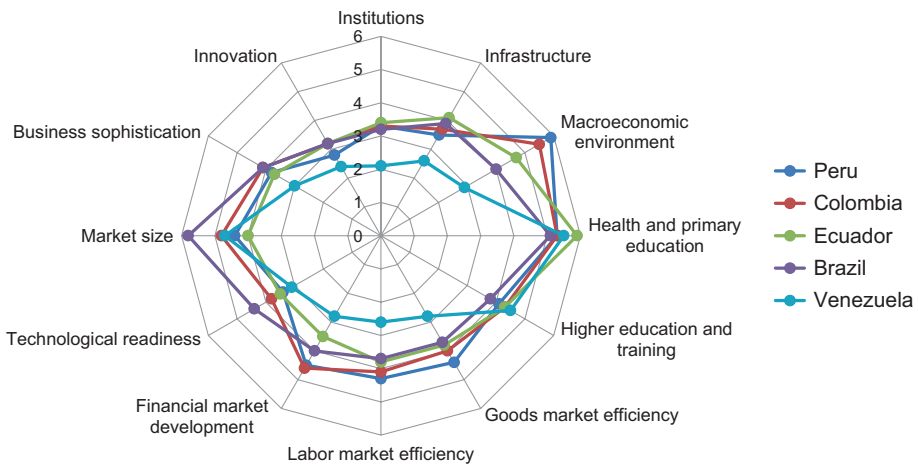 Institutions
Infrastructure
Macroeconomic
environment
Health and primary
education
Higher education and
training
Goods market efficiency
Labor market efficiency
Financial market
development
Technological readiness
Market size
Business sophistication
Innovation
6
5
4
3
2
1
0
Peru
Colombia
Ecuador
Brazil
Venezuela